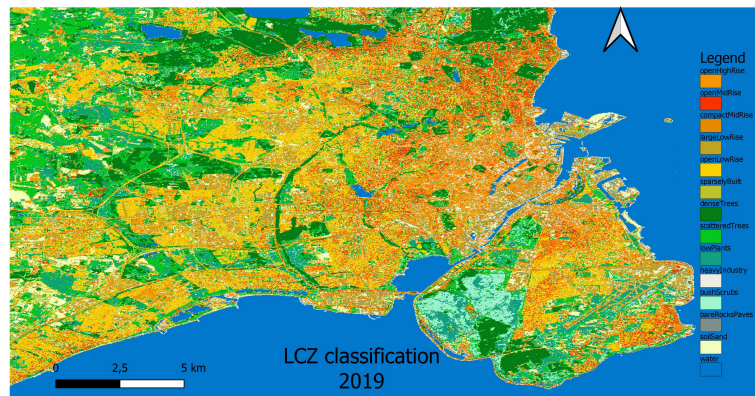 Legend
openHighRise
openMidRise
compactMidRise
largeLowRise
openLowRise
sparselyBuilt
denseTrees
scatteredTrees
lowPlants
heavyIndustry
bushScrubs
bareRocksPaves
soilSand
water
LCZ classification
2019
0 2,5 5 km